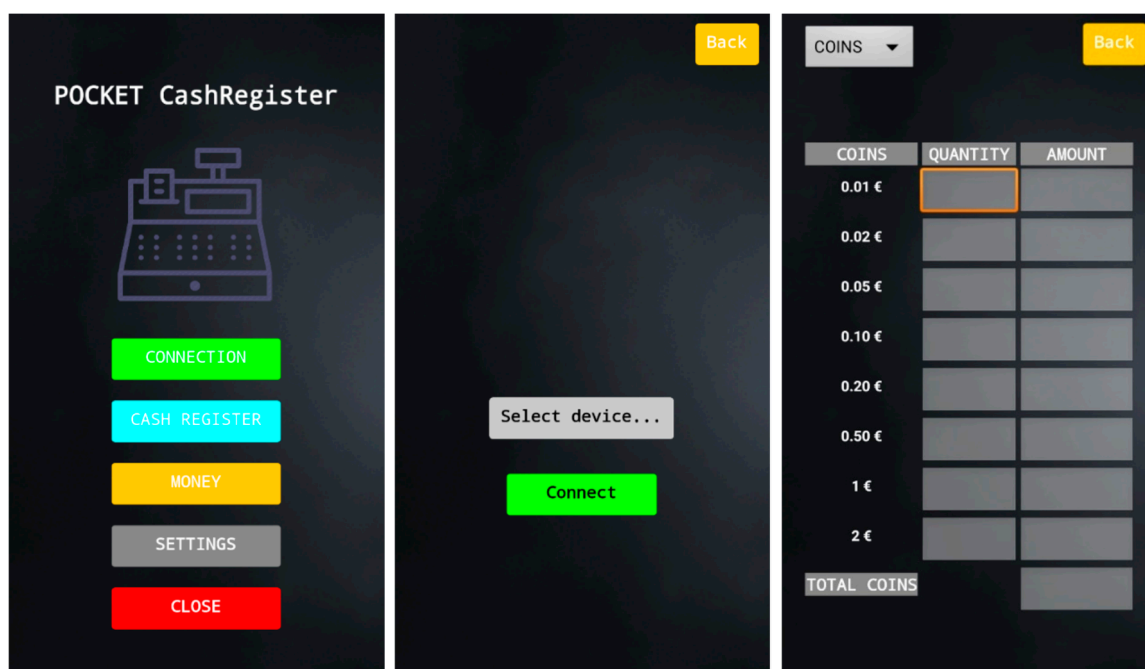 POCKET CashRegister
CONNECTION
CASH REGISTER
MONEY
SETTINGS
CLOSE
Back
Select device...
Connect
COINS
Back
COINS QUANTITY AMOUNT
0.01 €
0.02 €
0.05 €
0.10 €
0.20 €
0.50 €
1 €
2 €
TOTAL COINS